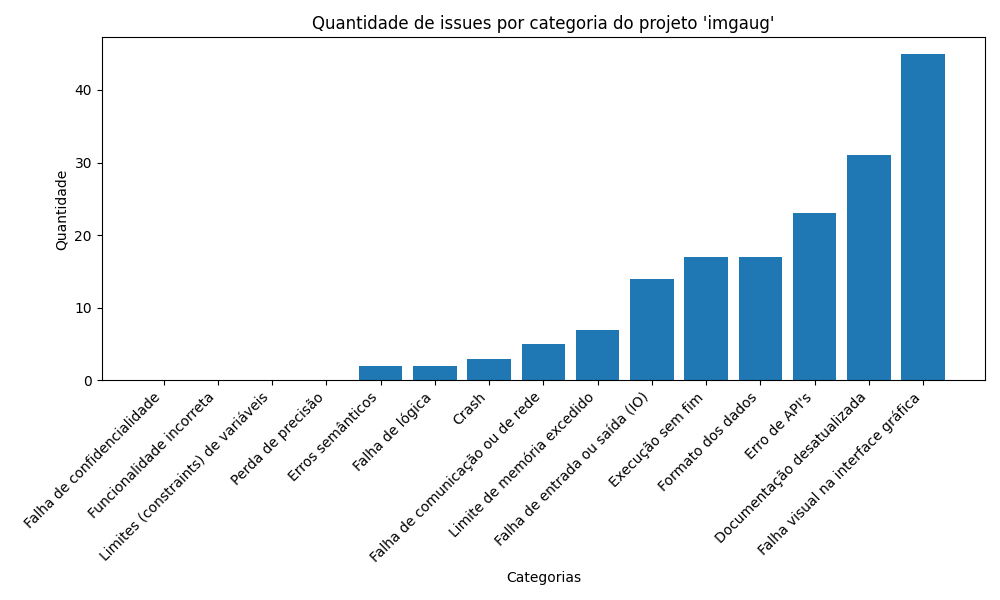 Quantidade de issues por categoria do projeto 'imgaug'
Quantidade
40
30
20
10
0
Falha de confidencialidade
Funcionalidade incorreta
Limites (constraints) de variáveis
Perda de precisão
Erros semânticos
Falha de lógica
Crash
Falha de comunicação ou de rede
Limite de memória excedido
Falha de entrada ou saída (IO)
Execução sem fim
Formato dos dados
Erro de API's
Documentação desatualizada
Falha visual na interface gráfica
Categorias